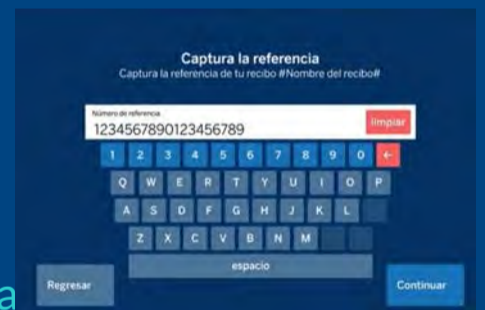 Captura la referencia
Captura la referencia de tu recibo #Nombre del recibo#
Número de referencia
1234567890123456789
limpiar
1 2 3 4 5 6 7 8 9 0 ←
Q W E R T Y U I O P
A S D F G H J K L
Z X C V B N M
espacio
Regresar
Continuar
a